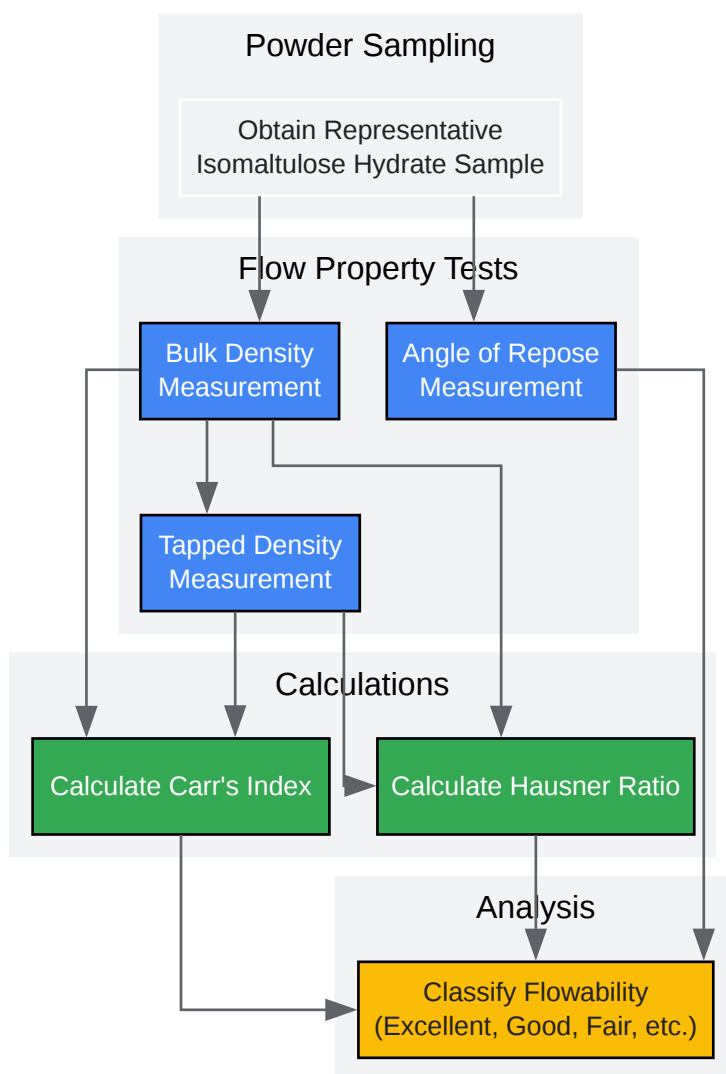 Powder Sampling
Obtain Representative
Isomaltulose Hydrate Sample
Flow Property Tests
Bulk Density
Measurement
Angle of Repose
Measurement
Tapped Density
Measurement
Calculations
Calculate Carr's Index
Calculate Hausner Ratio
Analysis
Classify Flowability
(Excellent, Good, Fair, etc.)